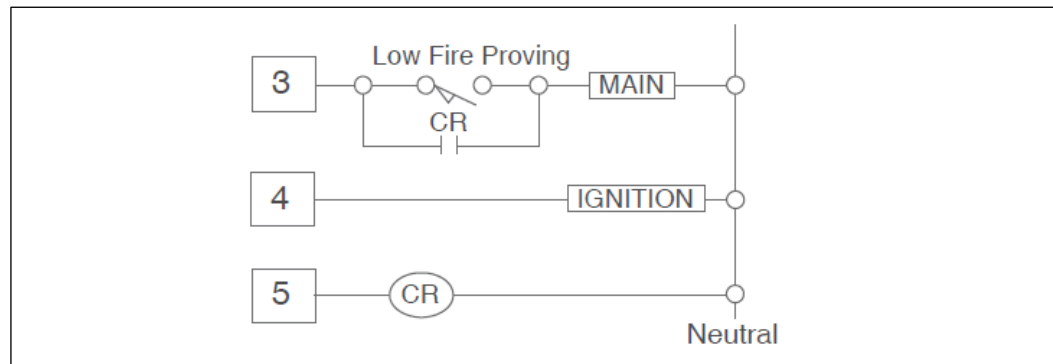 Low Fire Proving
3
MAIN
CR
4
IGNITION
5
CR
Neutral